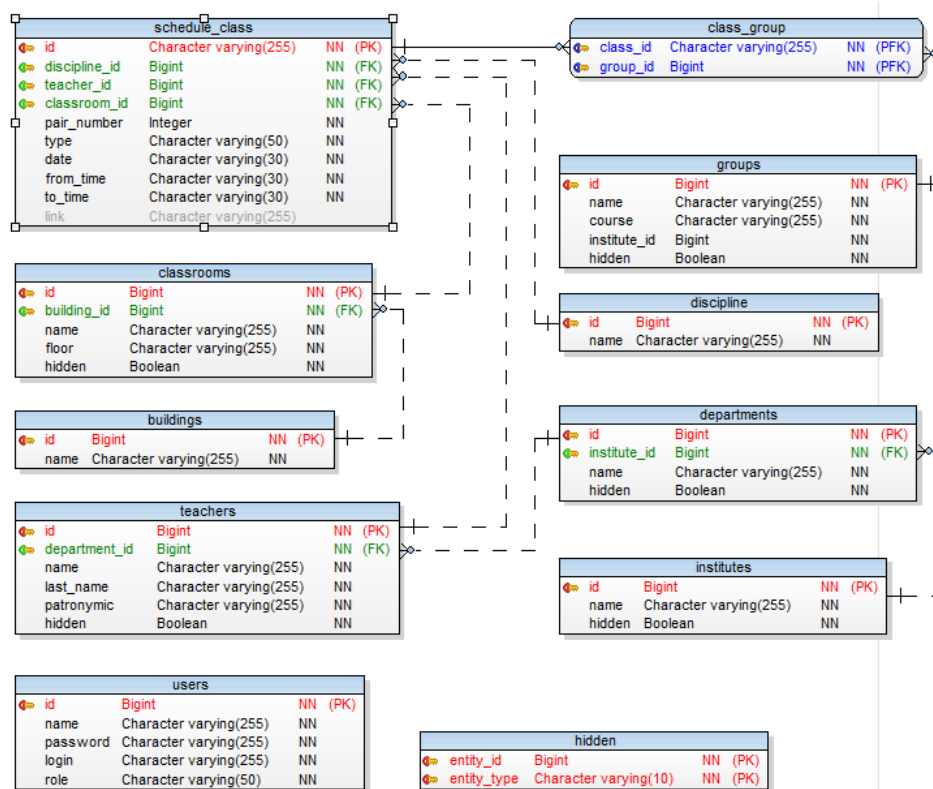 schedule_class
id Character varying(255) NN (PK)
discipline_id Bigint NN (FK)
teacher_id Bigint NN (FK)
classroom_id Bigint NN (FK)
pair_number Integer NN
type Character varying(50) NN
date Character varying(30) NN
from_time Character varying(30) NN
to_time Character varying(30) NN
link Character varying(255)
class_group
class_id Character varying(255) NN (PFK)
group_id Bigint NN (PFK)
groups
id Bigint NN (PK)
name Character varying(255) NN
course Character varying(255) NN
institute_id Bigint NN
hidden Boolean NN
classrooms
id Bigint NN (PK)
building_id Bigint NN (FK)
name Character varying(255) NN
floor Character varying(255) NN
hidden Boolean NN
discipline
id Bigint NN (PK)
name Character varying(255) NN
buildings
id Bigint NN (PK)
name Character varying(255) NN
departments
id Bigint NN (PK)
institute_id Bigint NN (FK)
name Character varying(255) NN
hidden Boolean NN
teachers
id Bigint NN (PK)
department_id Bigint NN (FK)
name Character varying(255) NN
last_name Character varying(255) NN
patronymic Character varying(255) NN
hidden Boolean NN
institutes
id Bigint NN (PK)
name Character varying(255) NN
hidden Boolean NN
users
id Bigint NN (PK)
name Character varying(255) NN
password Character varying(255) NN
login Character varying(255) NN
role Character varying(50) NN
hidden
entity_id Bigint NN (PK)
entity_type Character varying(10) NN (PK)